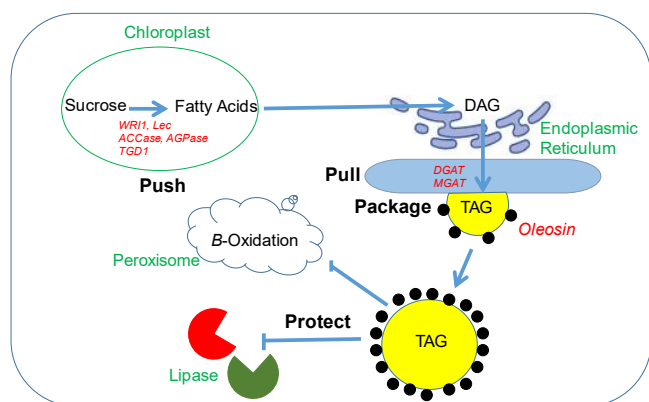 Chloroplast
Sucrose
Fatty Acids
WRI1, Lec
ACCase, AGPase
TGD1
Push
DAG
Endoplasmic
Reticulum
Pull
DGAT
MGAT
Package
TAG
Oleosin
B-Oxidation
Peroxisome
Protect
TAG
Lipase